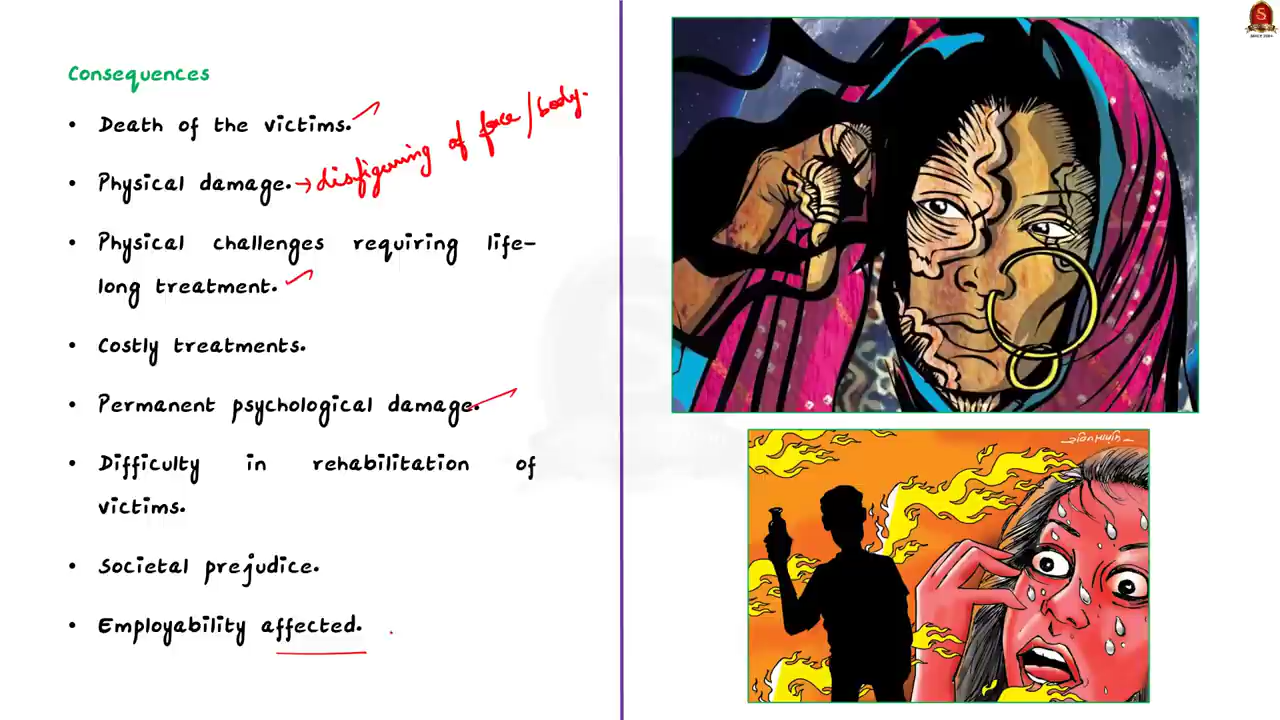 Consequences
• Death of the victims.
• Physical damage. → disfiguring of face/body.
• Physical challenges requiring life-
long treatment.
• Costly treatments.
• Permanent psychological damage.
• Difficulty in rehabilitation of
victims.
• Societal prejudice.
• Employability affected.
S